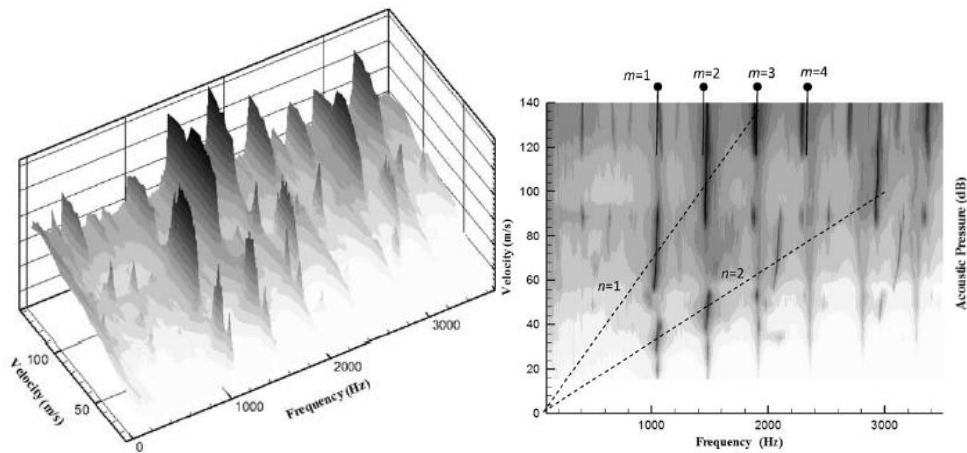 100
50
Velocity (m/s)
0
1000
2000
3000
Frequency (Hz)
m=1
m=2
m=3
m=4
140
120
100
80
60
40
20
0
Velocity (m/s)
n=1
n=2
1000
2000
3000
Frequency (Hz)
Acoustic Pressure (dB)